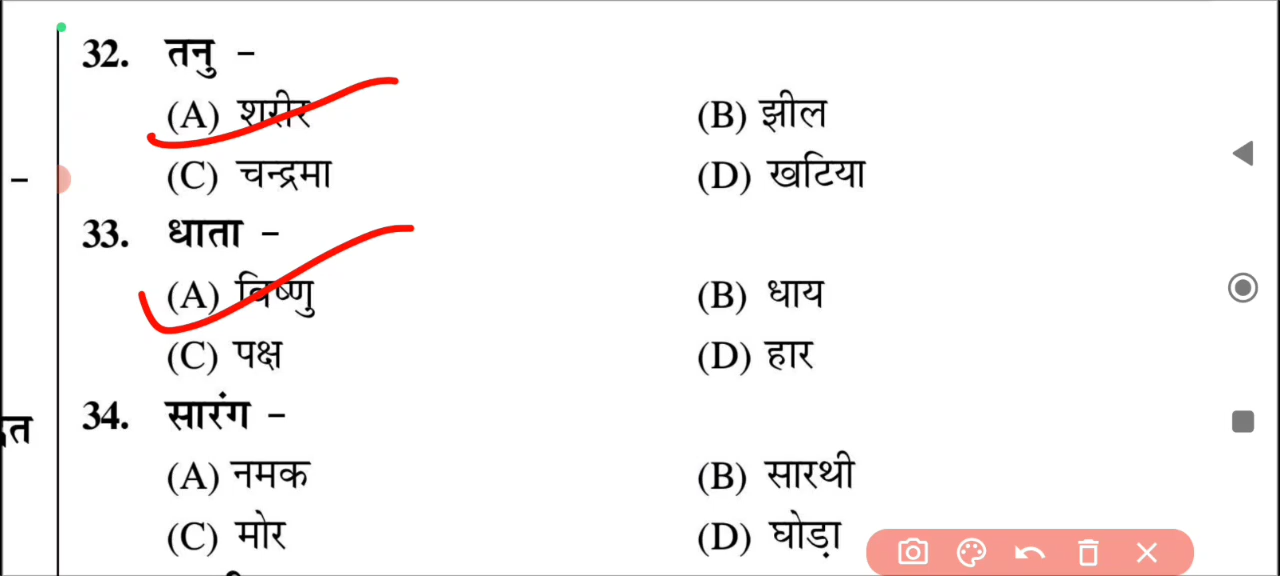 32. तनु –
(A) शरीर (B) झील
(C) चन्द्रमा (D) खटिया
–
33. धाता –
(A) विष्णु (B) धाय
(C) पक्ष (D) हार
34. सारंग –
(A) नमक (B) सारथी
(C) मोर (D) घोड़ा